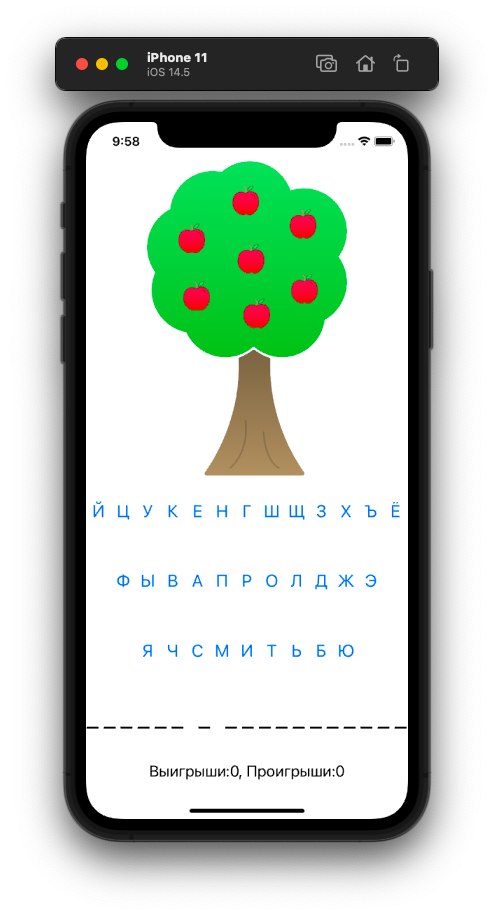 iPhone 11
iOS 14.5
9:58
Й Ц У К Е Н Г Ш Щ З Х Ъ Ё
Ф Ы В А П Р О Л Д Ж Э
Я Ч С М И Т Ь Б Ю
Выигрыши:0, Проигрыши:0